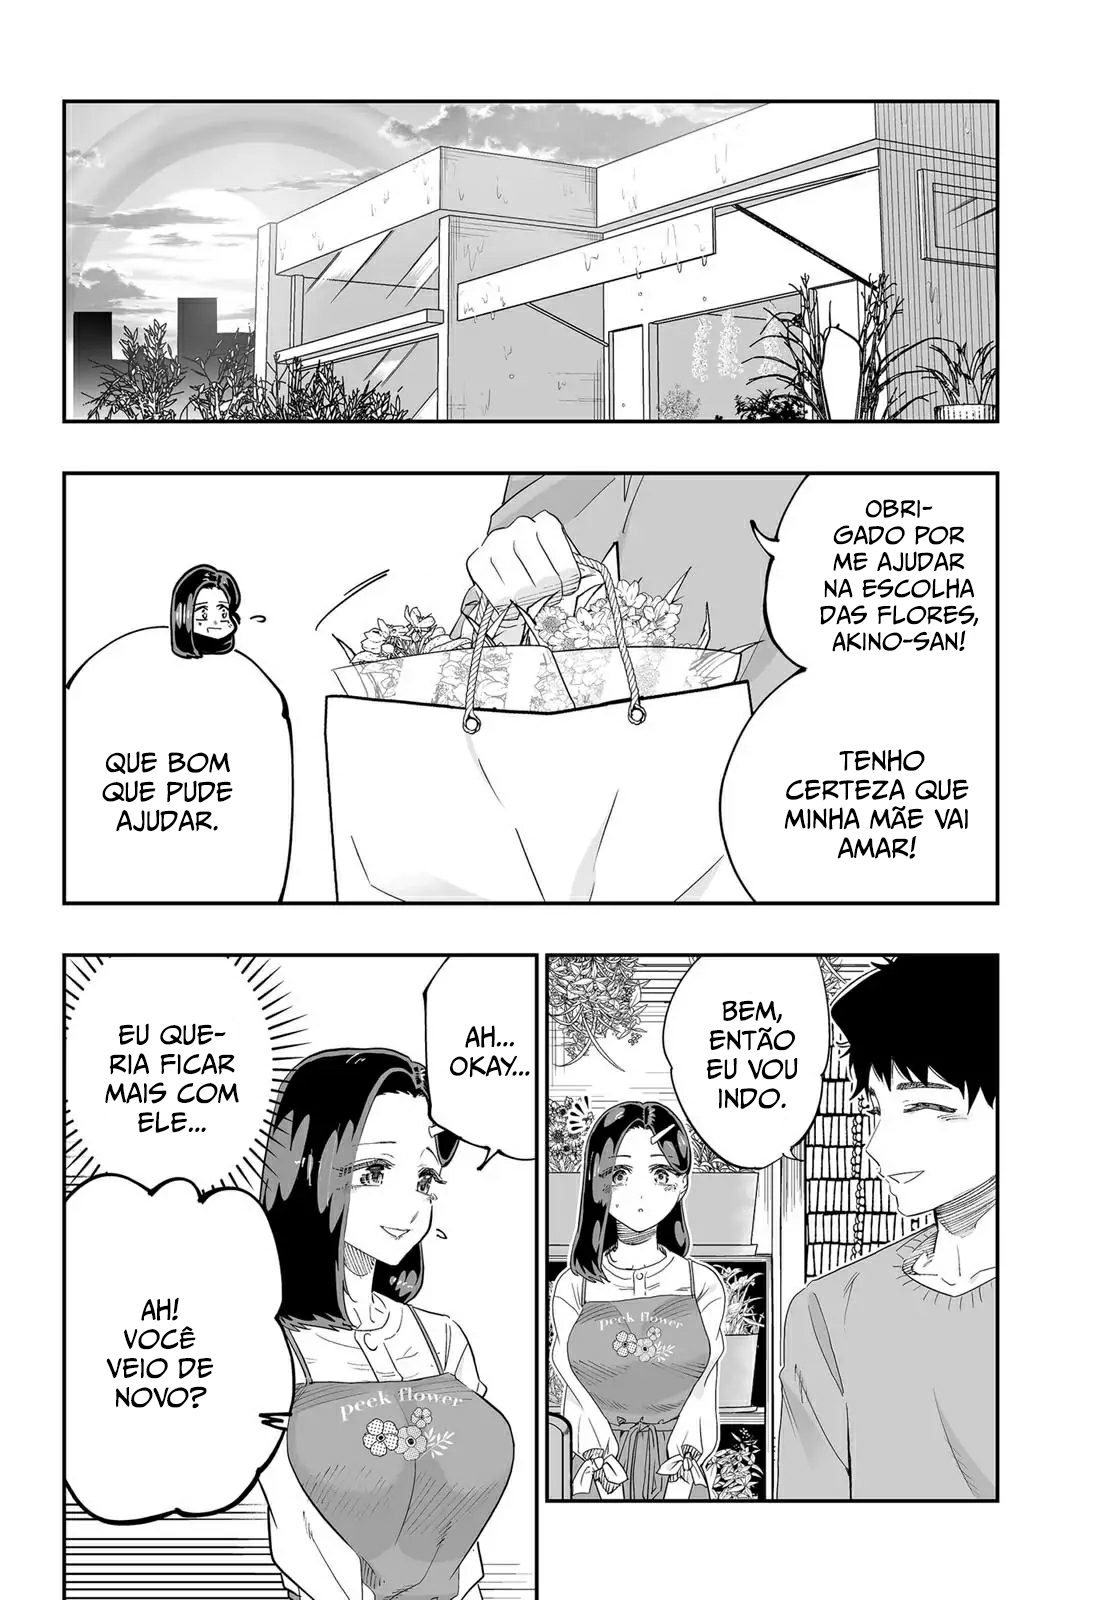 OBRI-
GADO POR
ME AJUDAR
NA ESCOLHA
DAS FLORES,
AKINO-SAN!
TENHO
CERTEZA QUE
MINHA MÃE VAI
AMAR!
QUE BOM
QUE PUDE
AJUDAR.
BEM,
ENTÃO
EU VOU
INDO.
peek flower
AH...
OKAY...
EU QUE-
RIA FICAR
MAIS COM
ELE...
peek flower
AH!
VOCÊ
VEIO DE
NOVO?